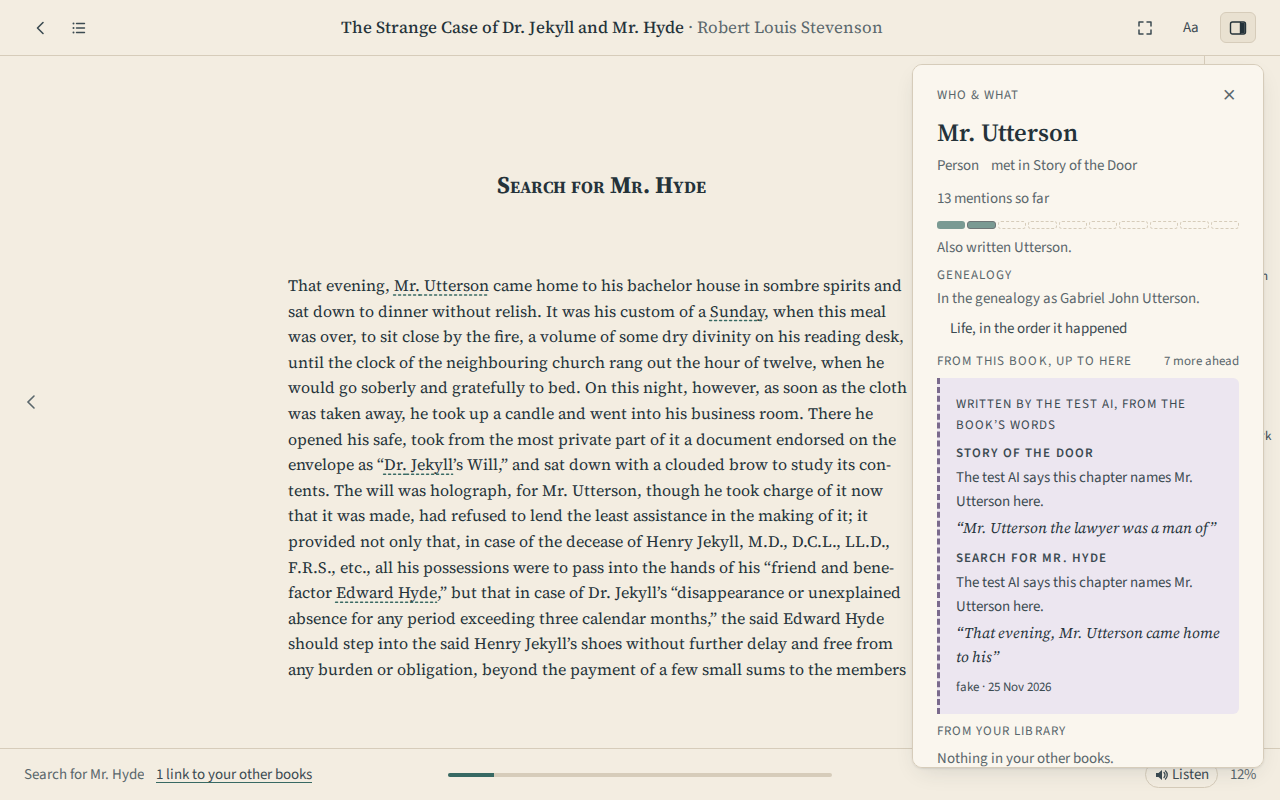 The Strange Case of Dr. Jekyll and Mr. Hyde · Robert Louis Stevenson
Aa
Search for Mr. Hyde
That evening, Mr. Utterson came home to his bachelor house in sombre spirits and
sat down to dinner without relish. It was his custom of a Sunday, when this meal
was over, to sit close by the fire, a volume of some dry divinity on his reading desk,
until the clock of the neighbouring church rang out the hour of twelve, when he
would go soberly and gratefully to bed. On this night, however, as soon as the cloth
was taken away, he took up a candle and went into his business room. There he
opened his safe, took from the most private part of it a document endorsed on the
envelope as “Dr. Jekyll’s Will,” and sat down with a clouded brow to study its con-
tents. The will was holograph, for Mr. Utterson, though he took charge of it now
that it was made, had refused to lend the least assistance in the making of it; it
provided not only that, in case of the decease of Henry Jekyll, M.D., D.C.L., LL.D.,
F.R.S., etc., all his possessions were to pass into the hands of his “friend and bene-
factor Edward Hyde,” but that in case of Dr. Jekyll’s “disappearance or unexplained
absence for any period exceeding three calendar months,” the said Edward Hyde
should step into the said Henry Jekyll’s shoes without further delay and free from
any burden or obligation, beyond the payment of a few small sums to the members
WHO & WHAT
Mr. Utterson
Person met in Story of the Door
13 mentions so far
Also written Utterson.
GENEALOGY
In the genealogy as Gabriel John Utterson.
Life, in the order it happened
FROM THIS BOOK, UP TO HERE 7 more ahead
WRITTEN BY THE TEST AI, FROM THE
BOOK’S WORDS
STORY OF THE DOOR
The test AI says this chapter names Mr.
Utterson here.
“Mr. Utterson the lawyer was a man of”
SEARCH FOR MR. HYDE
The test AI says this chapter names Mr.
Utterson here.
“That evening, Mr. Utterson came home
to his”
fake · 25 Nov 2026
FROM YOUR LIBRARY
Nothing in your other books.
Search for Mr. Hyde 1 link to your other books
Listen 12%